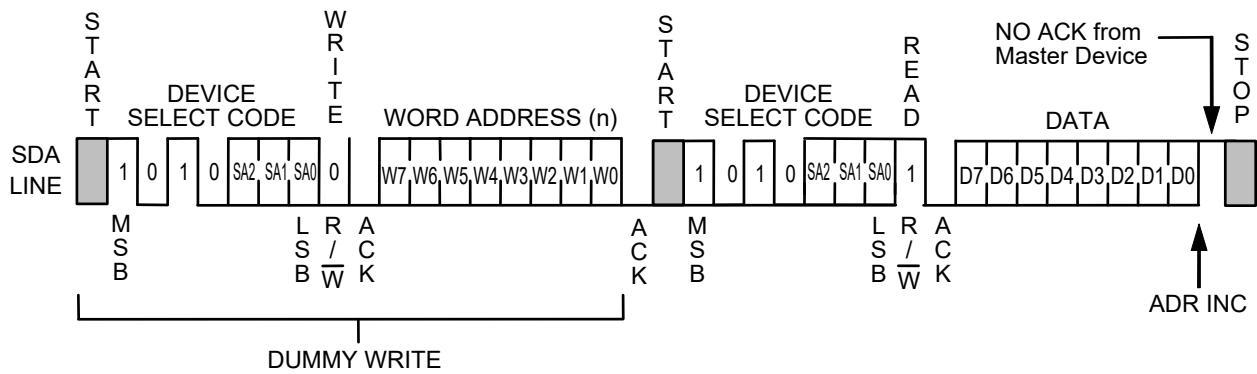 START
WRITE
START
READ
NO ACK from
Master Device
STOP
DEVICE
SELECT CODE
WORD ADDRESS (n)
DEVICE
SELECT CODE
DATA
SDA
LINE
1 0 1 0 SA2 SA1 SA0 0 W7 W6 W5 W4 W3 W2 W1 W0 1 0 1 0 SA2 SA1 SA0 1 D7 D6 D5 D4 D3 D2 D1 D0
MSB
LSB
R/W
ACK
ACK
MSB
LSB
R/W
ACK
ADR INC
DUMMY WRITE